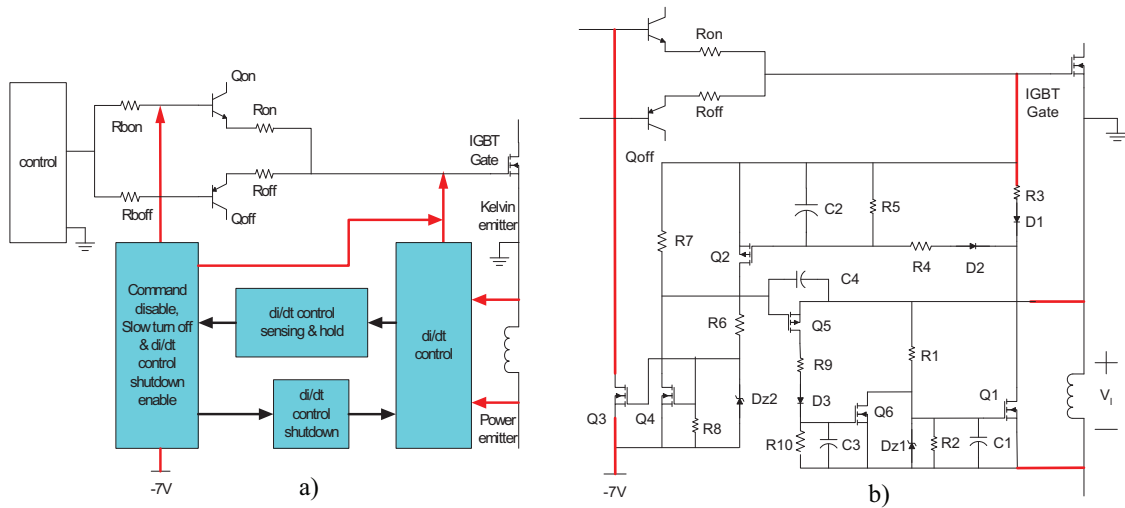 Qon
Rbon
Ron
control
IGBT
Gate
Roff
Rboff
Qoff
Kelvin
emitter
Command
disable,
Slow turn off
& di/dt
control
shutdown
enable
di/dt control
sensing & hold
di/dt
control
di/dt
control
shutdown
Power
emitter
-7V
a)
Ron
Roff
IGBT
Gate
Qoff
R3
C2
R5
D1
R7
Q2
R4
D2
C4
R6
Q5
R1
R9
Q1
+
V_I
D3
Q6
Q3
Q4
Dz2
R8
R10
C3
Dz1
R2
C1
-7V
b)